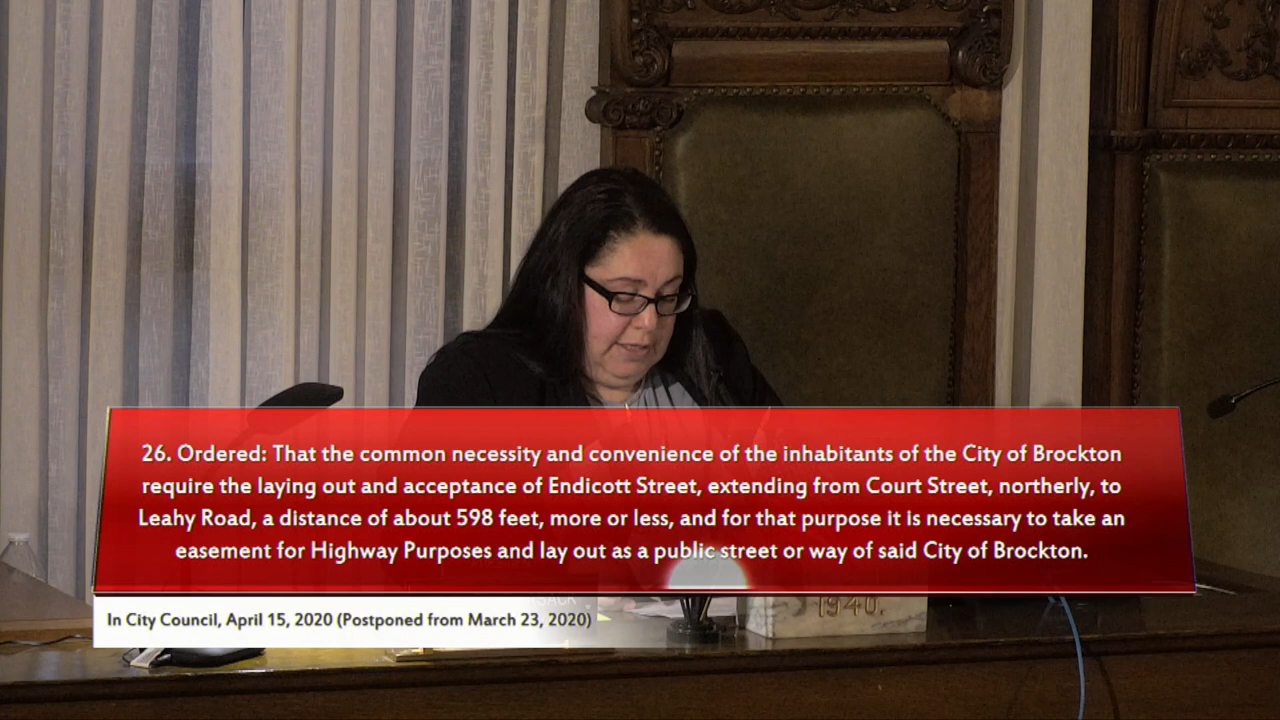 26. Ordered: That the common necessity and convenience of the inhabitants of the City of Brockton
require the laying out and acceptance of Endicott Street, extending from Court Street, northerly, to
Leahy Road, a distance of about 598 feet, more or less, and for that purpose it is necessary to take an
easement for Highway Purposes and lay out as a public street or way of said City of Brockton.
1940.
In City Council, April 15, 2020 (Postponed from March 23, 2020)